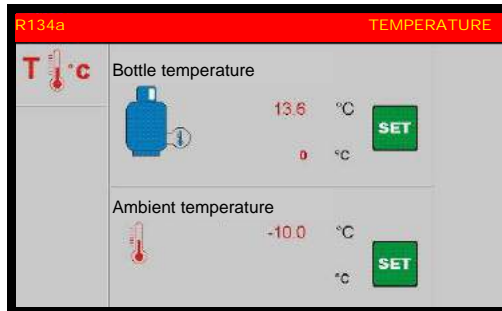 R134a TEMPERATURE
T °C
Bottle temperature
13.6 °C
SET
0 °C
Ambient temperature
-10.0 °C
SET
°C